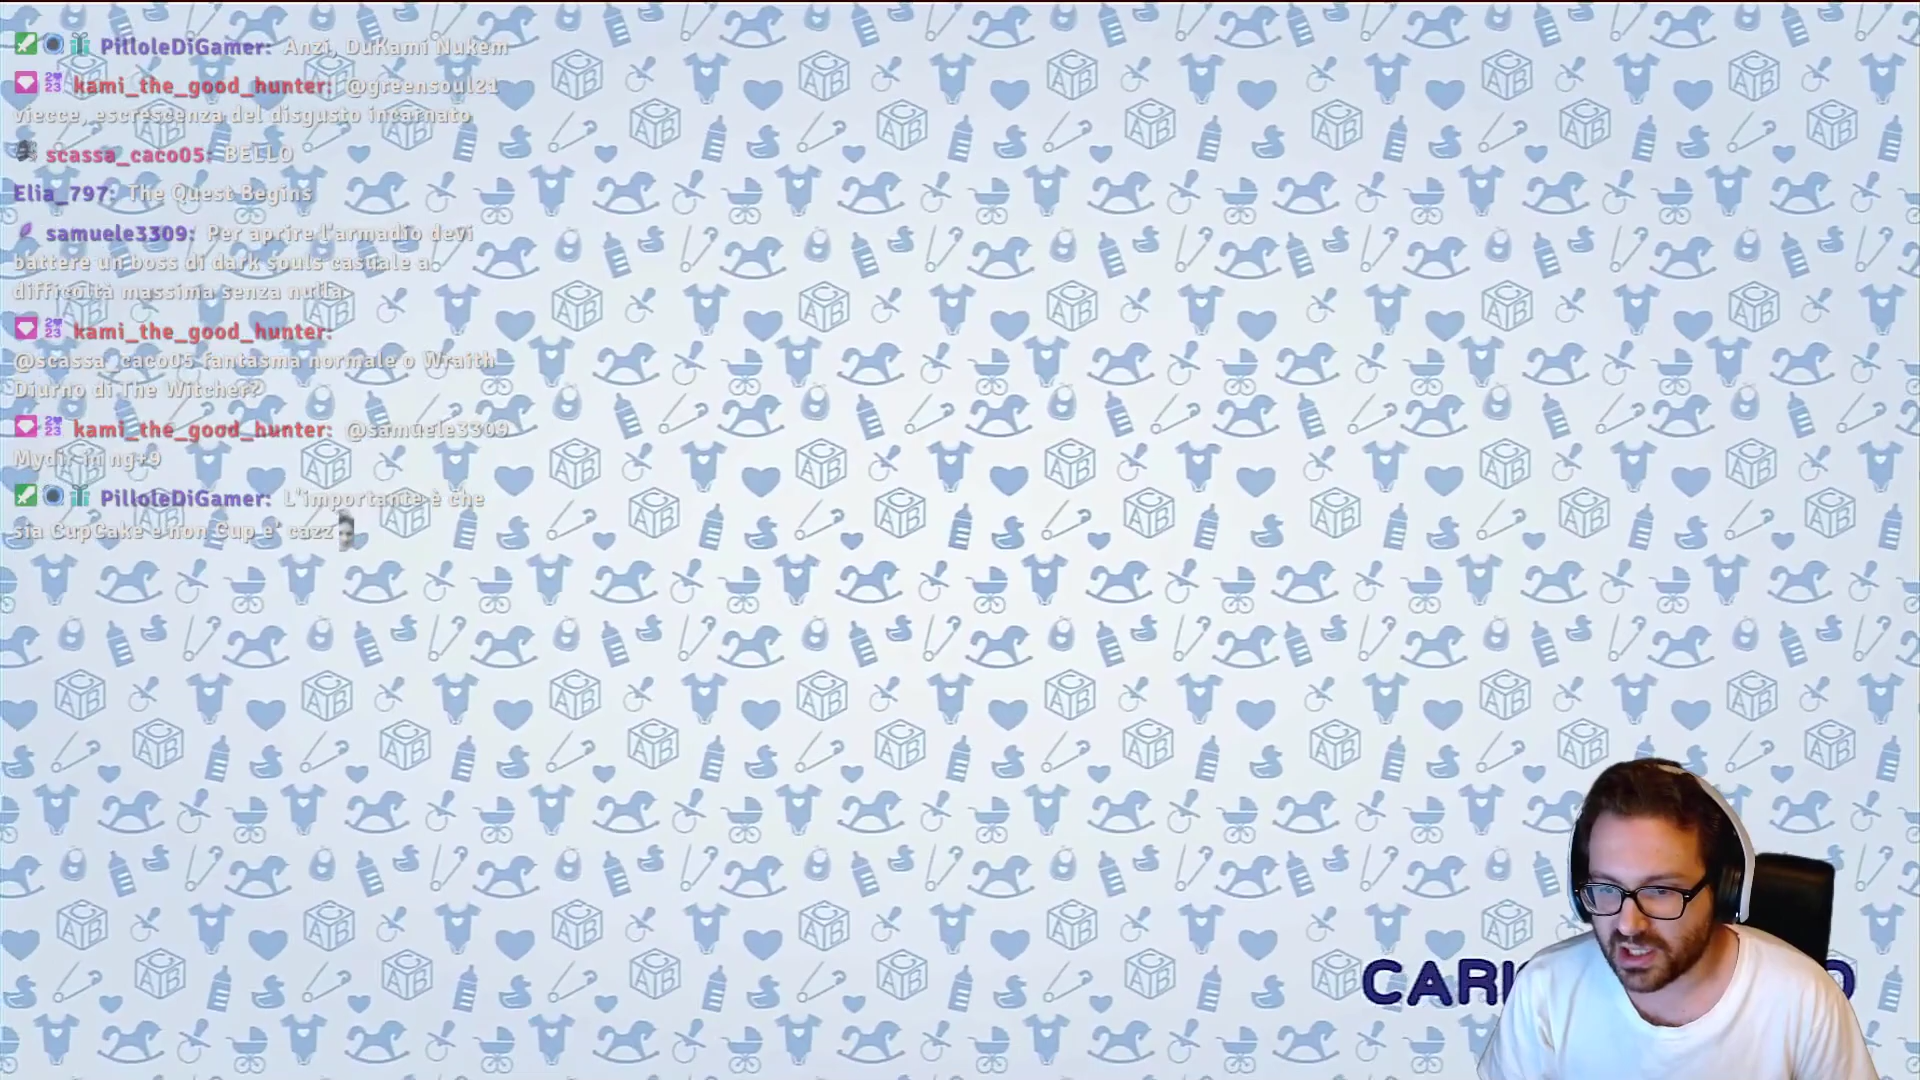 PilloleDiGamer: Anzi, DuKami Nukem
kami_the_good_hunter: @greensoul21
viecce, escrescenza del disgusto incarnato
scassa_caco05: BELLO
Elia_797: The Quest Begins
samuele3309: Per aprire l'armadio devi
battere un boss di dark souls casuale a
difficoltà massima senza nulla
kami_the_good_hunter:
@scassa_caco05 fantasma normale o Wraith
Diurno di The Witcher?
kami_the_good_hunter: @samuele3309
Mydir in ng+9
PilloleDiGamer: L'importante è che
sia CupCake e non Cup e' cazz